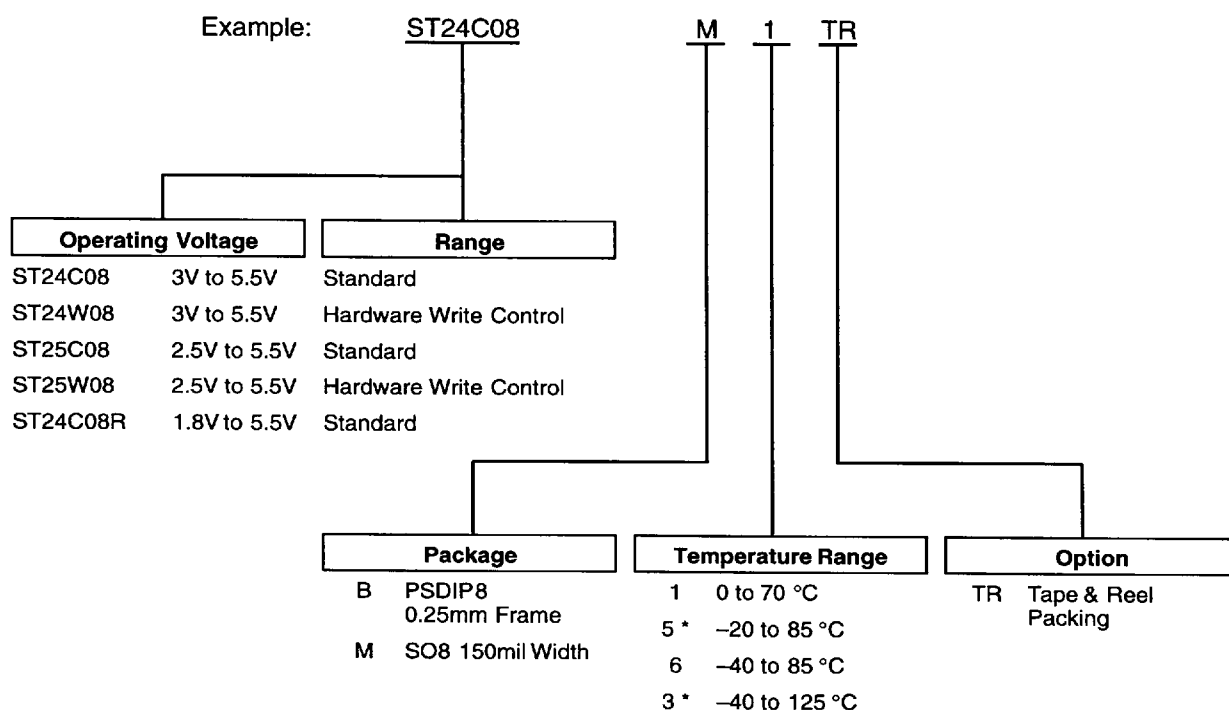 Example: ST24C08 M 1 TR
Operating Voltage Range
ST24C08 3V to 5.5V Standard
ST24W08 3V to 5.5V Hardware Write Control
ST25C08 2.5V to 5.5V Standard
ST25W08 2.5V to 5.5V Hardware Write Control
ST24C08R 1.8V to 5.5V Standard
Package
B PSDIP8
0.25mm Frame
M SO8 150mil Width
Temperature Range
1 0 to 70 °C
5 * –20 to 85 °C
6 –40 to 85 °C
3 * –40 to 125 °C
Option
TR Tape & Reel
Packing